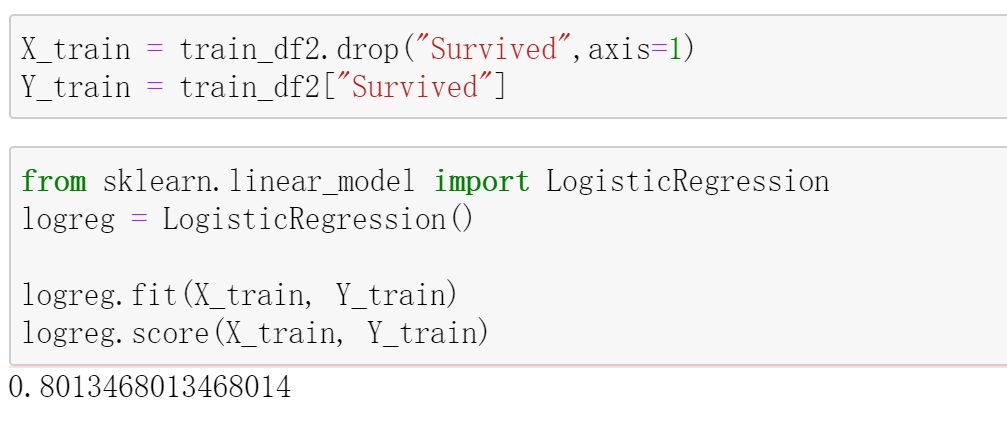 X_train = train_df2.drop("Survived",axis=1)
Y_train = train_df2["Survived"]
from sklearn.linear_model import LogisticRegression
logreg = LogisticRegression()
logreg.fit(X_train, Y_train)
logreg.score(X_train, Y_train)
0.8013468013468014